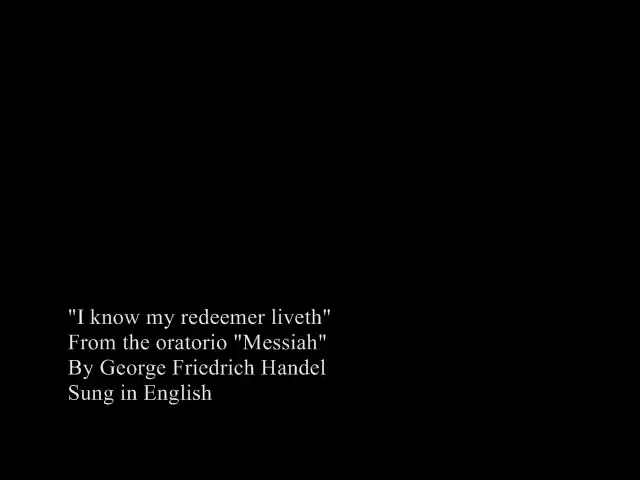 "I know my redeemer liveth"
From the oratorio "Messiah"
By George Friedrich Handel
Sung in English